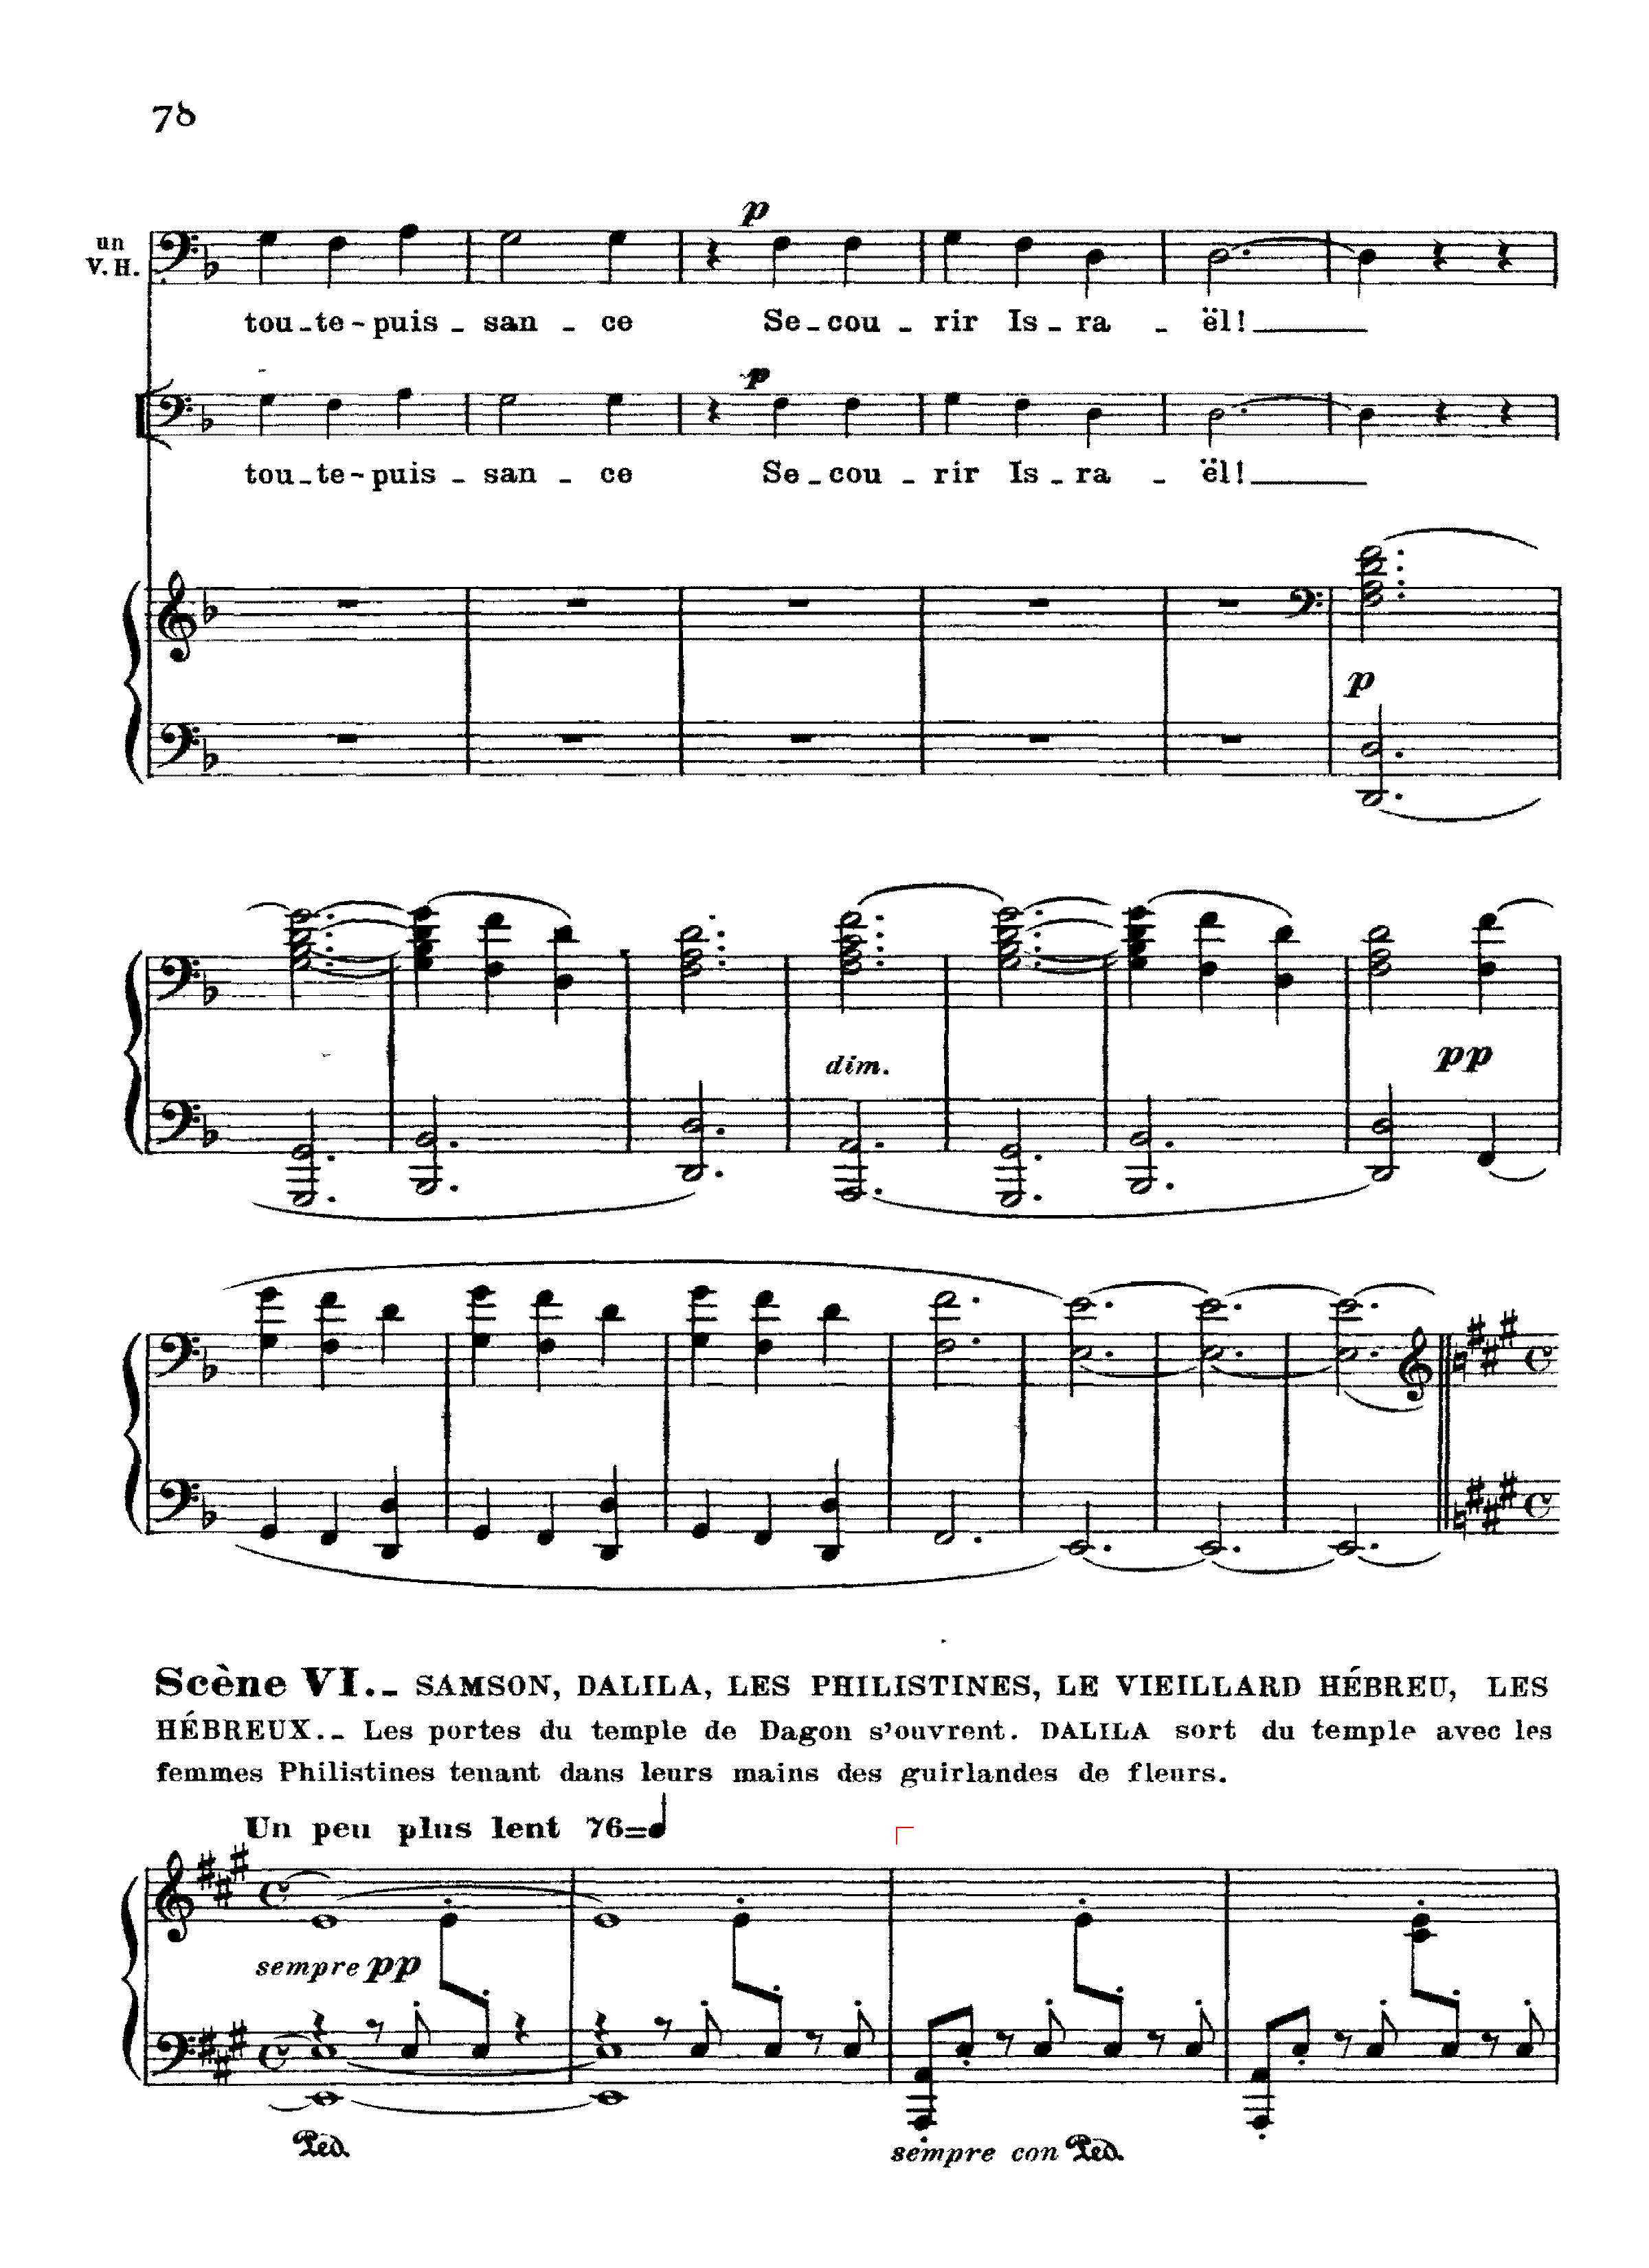 78
p
un
V. H.
tou - te - puis - san - ce Se - cou - rir Is - ra - ël!
p
tou - te - puis - san - ce Se - cou - rir Is - ra - ël!
p
dim.
pp
Scène VI. - SAMSON, DALILA, LES PHILISTINES, LE VIEILLARD HÉBREU, LES
HÉBREUX. - Les portes du temple de Dagon s'ouvrent. DALILA sort du temple avec les
femmes Philistines tenant dans leurs mains des guirlandes de fleurs.
Un peu plus lent 76=♩
sempre pp
Ped.
sempre con Ped.